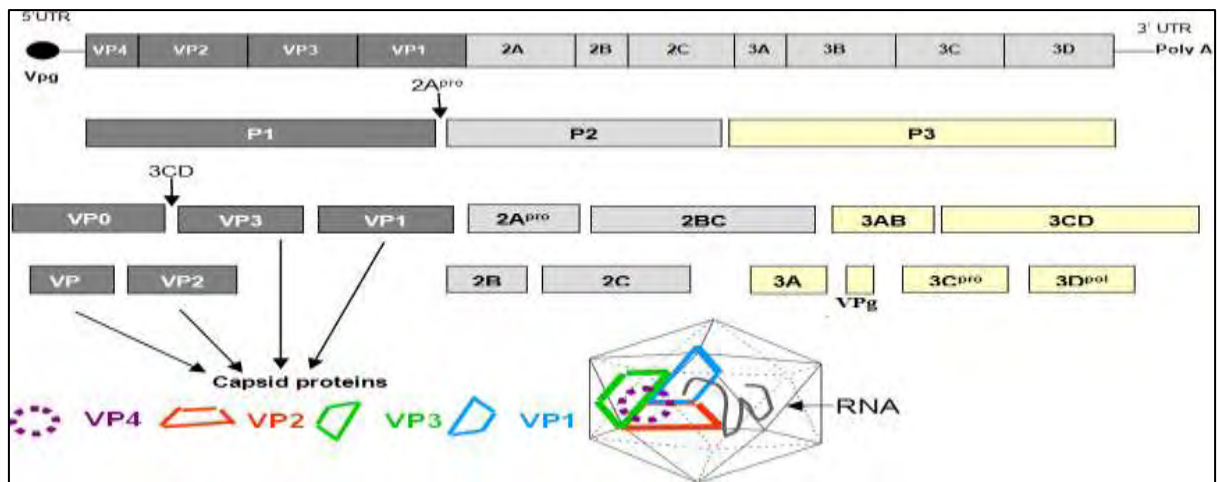 5'UTR
3' UTR
VP4 VP2 VP3 VP1 2A 2B 2C 3A 3B 3C 3D
Poly A
Vpg
2Apro
P1 P2 P3
3CD
VP0 VP3 VP1 2Apro 2BC 3AB 3CD
VP VP2 2B 2C 3A 3Cpro 3Dpol
VPg
Capsid proteins
VP4 VP2 VP3 VP1
RNA